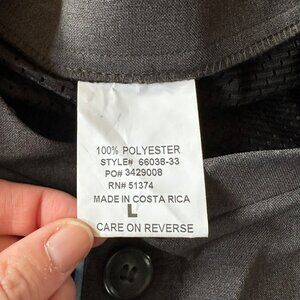 100% POLYESTER
STYLE# 66038-33
PO# 3429008
RN# 51374
MADE IN COSTA RICA
L
CARE ON REVERSE